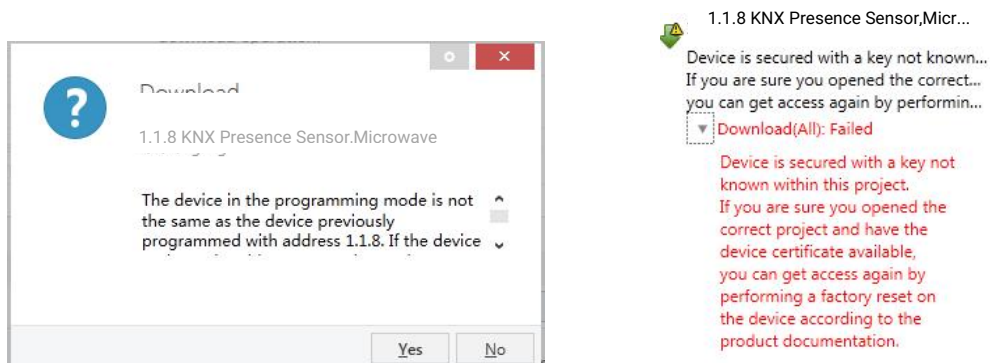 Download
1.1.8 KNX Presence Sensor.Microwave
The device in the programming mode is not
the same as the device previously
programmed with address 1.1.8. If the device
Yes
No
1.1.8 KNX Presence Sensor,Micr...
Device is secured with a key not known...
If you are sure you opened the correct...
you can get access again by performin...
Download(All): Failed
Device is secured with a key not
known within this project.
If you are sure you opened the
correct project and have the
device certificate available,
you can get access again by
performing a factory reset on
the device according to the
product documentation.